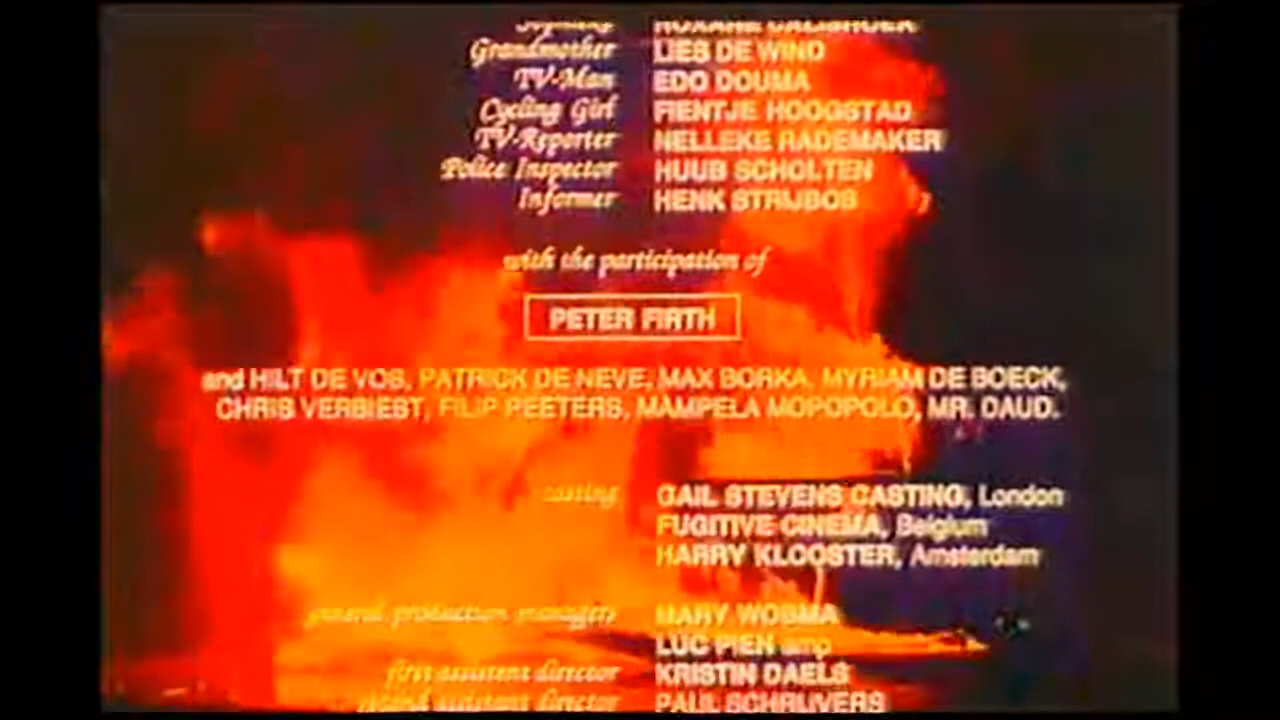 Grandmother LIES DE WIND
TV-Man EDO DOUMA
Cycling Girl FIENTJE HOOGSTAD
TV-Reporter NELLEKE RADEMAKER
Police Inspector HUUB SCHOLTEN
Informer HENK STRIJBOS
with the participation of
PETER FIRTH
and HILT DE VOS, PATRICK DE NEVE, MAX BORKA, MYRIAM DE BOECK,
CHRIS VERBIEST, FILIP PEETERS, MAMPELA MOPOPOLO, MR. DAUD.
casting GAIL STEVENS CASTING, London
FUGITIVE CINEMA, Belgium
HARRY KLOOSTER, Amsterdam
general production managers MARY WOBMA
LUC PIEN amp
first assistent director KRISTIN DAELS
second assistant director PAUL SCHRIJVERS